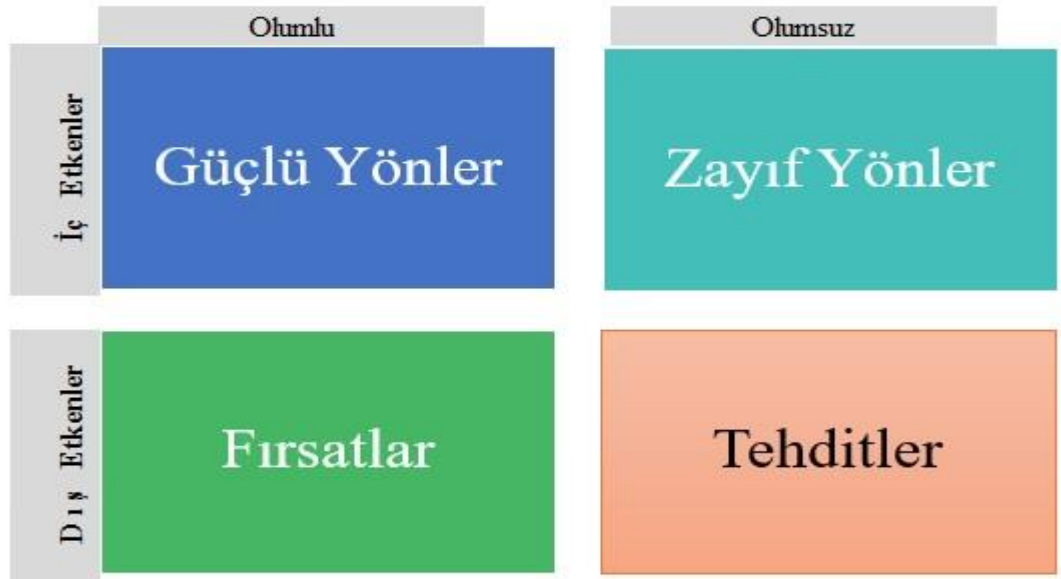 Olumlu
Olumsuz
İç Etkenler
Güçlü Yönler
Zayıf Yönler
Dış Etkenler
Fırsatlar
Tehditler